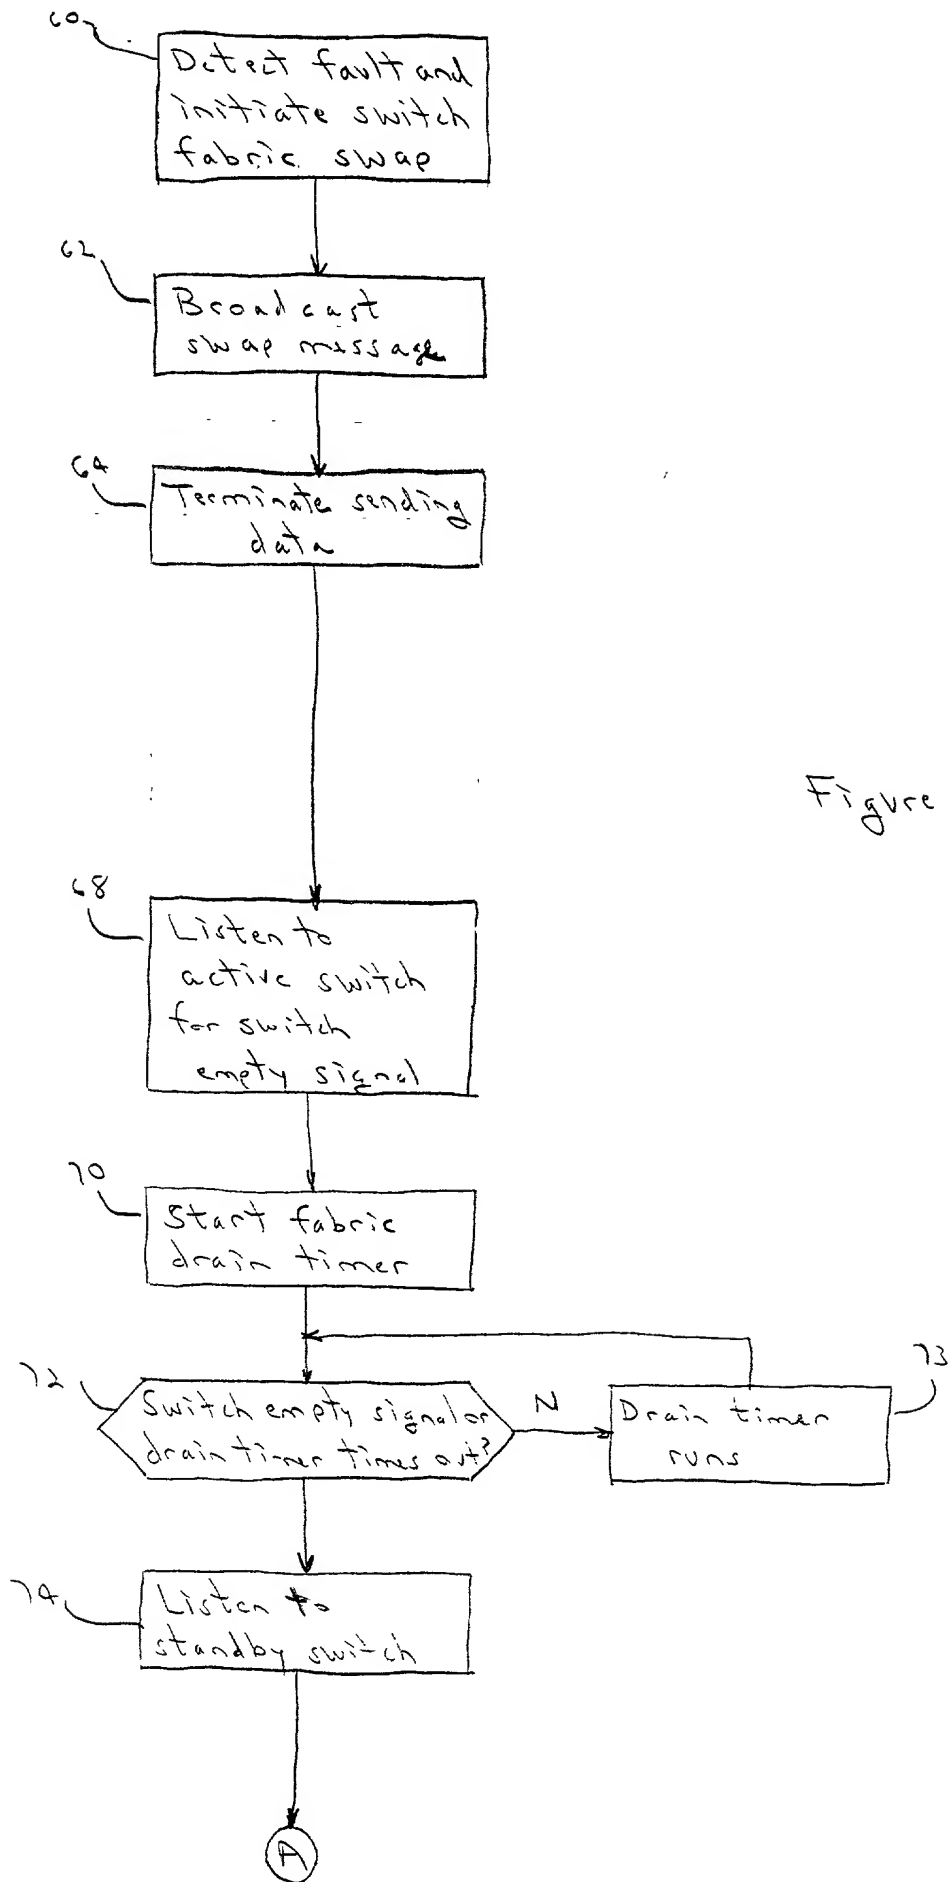 60
Detect fault and
initiate switch
fabric swap
62
Broadcast
swap message
64
Terminate sending
data
Figure
68
Listen to
active switch
for switch
empty signal
70
Start fabric
drain timer
72
Switch empty signal or
drain timer times out?
N
73
Drain timer
runs
74
Listen to
standby switch
A